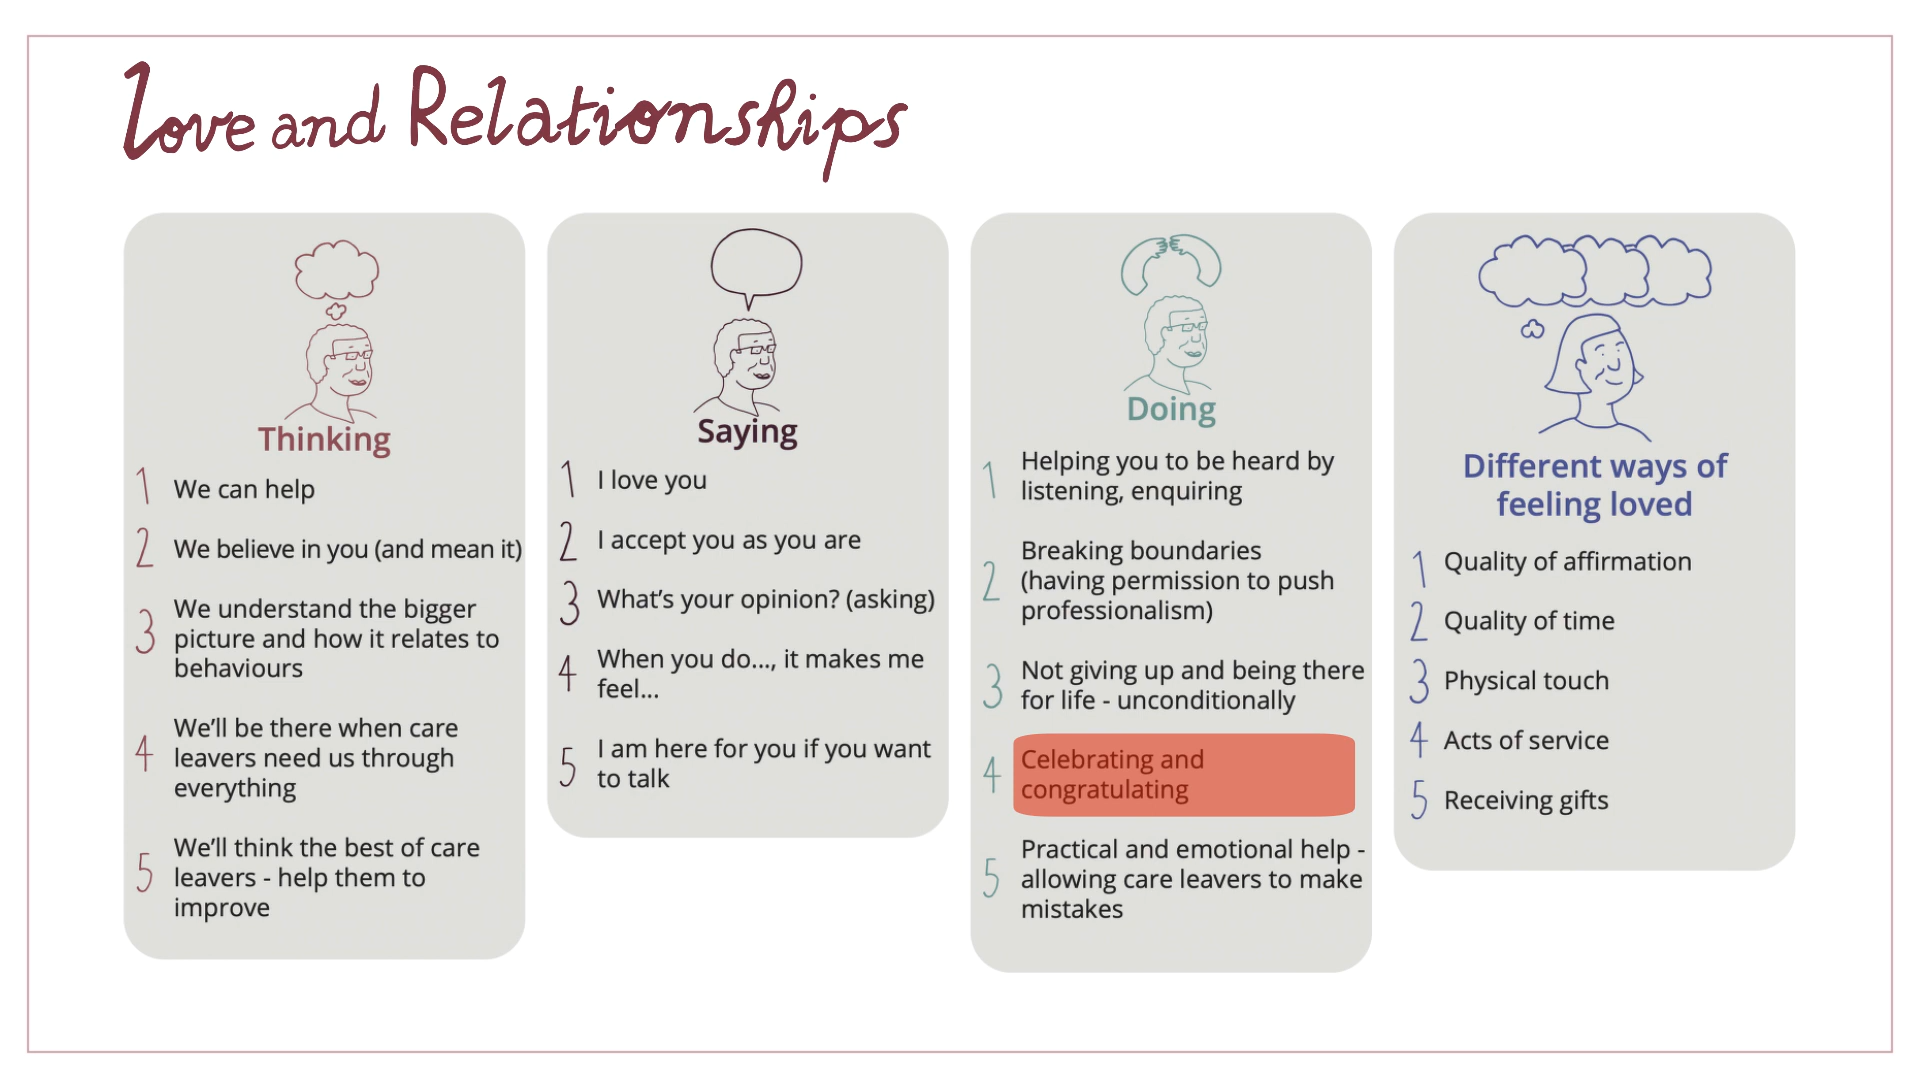 Love and Relationships
Thinking
1 We can help
2 We believe in you (and mean it)
3 We understand the bigger
picture and how it relates to
behaviours
4 We'll be there when care
leavers need us through
everything
5 We'll think the best of care
leavers - help them to
improve
Saying
1 I love you
2 I accept you as you are
3 What's your opinion? (asking)
4 When you do..., it makes me
feel...
5 I am here for you if you want
to talk
Doing
1 Helping you to be heard by
listening, enquiring
2 Breaking boundaries
(having permission to push
professionalism)
3 Not giving up and being there
for life - unconditionally
4 Celebrating and
congratulating
5 Practical and emotional help -
allowing care leavers to make
mistakes
Different ways of
feeling loved
1 Quality of affirmation
2 Quality of time
3 Physical touch
4 Acts of service
5 Receiving gifts